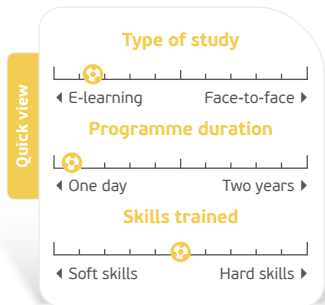 Quick view
Type of study
E-learning Face-to-face
Programme duration
One day Two years
Skills trained
Soft skills Hard skills